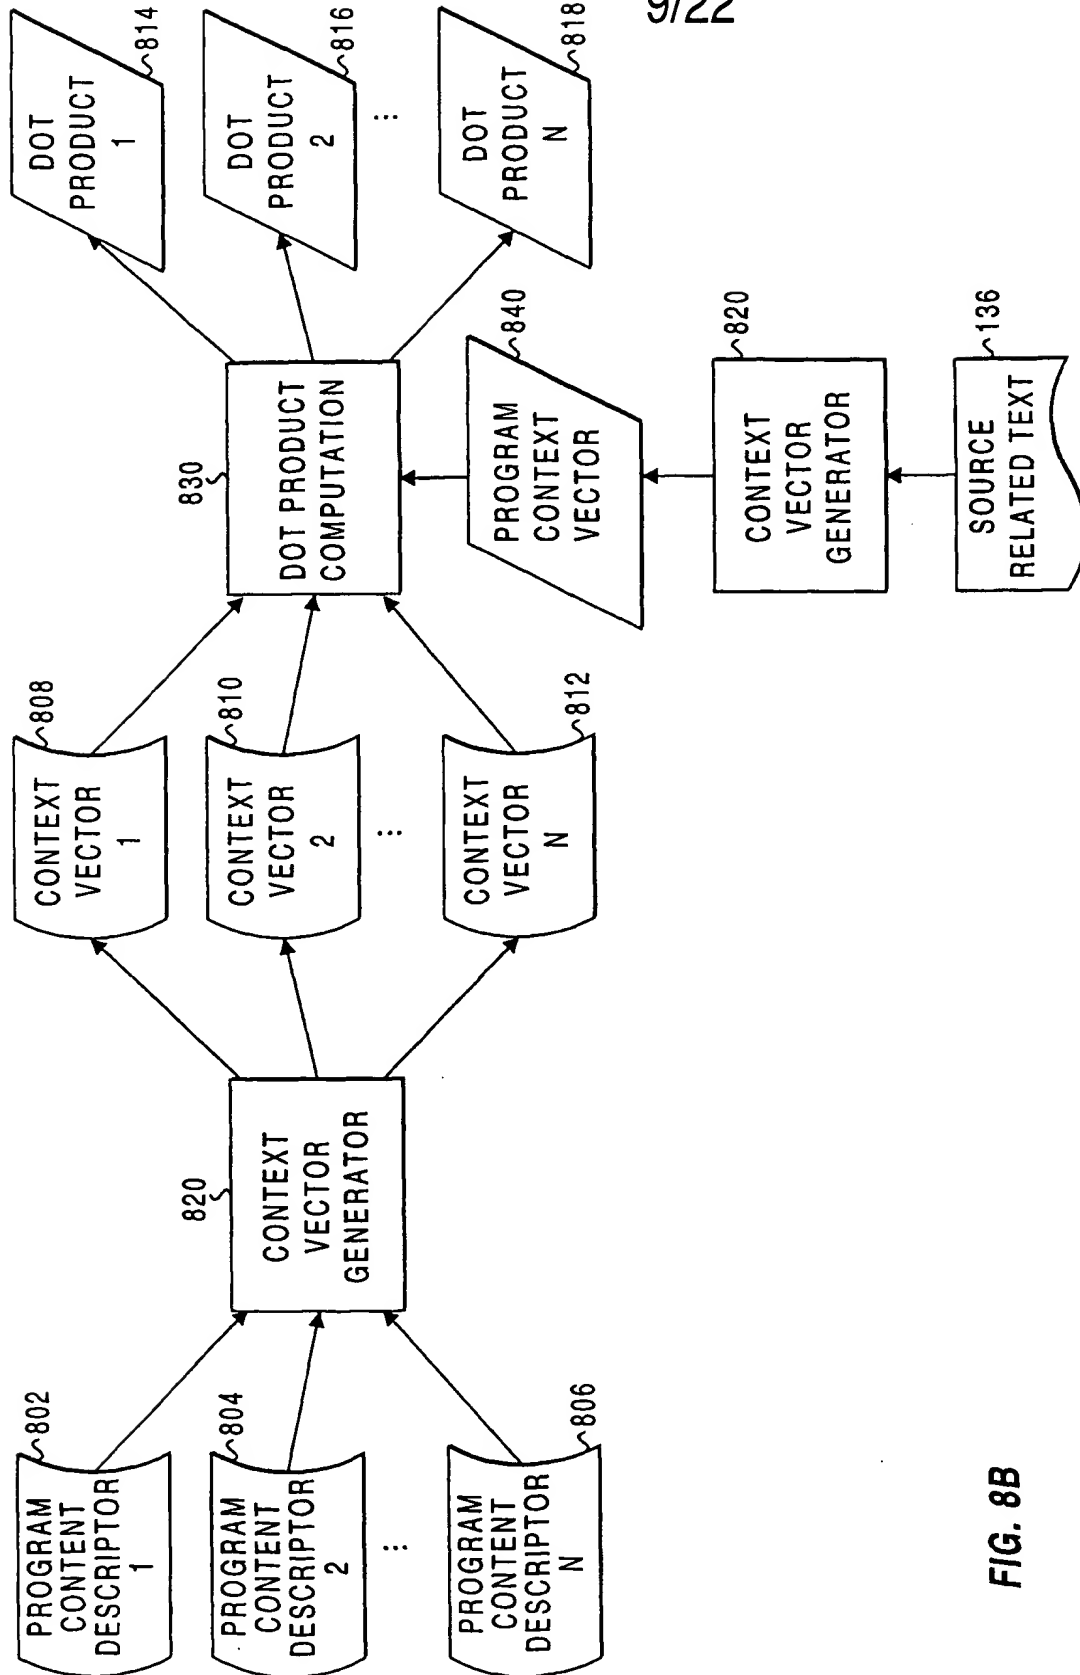 9/22
PROGRAM
CONTENT
DESCRIPTOR
1
802
PROGRAM
CONTENT
DESCRIPTOR
2
804
...
PROGRAM
CONTENT
DESCRIPTOR
N
806
820
CONTEXT
VECTOR
GENERATOR
CONTEXT
VECTOR
1
808
CONTEXT
VECTOR
2
810
...
CONTEXT
VECTOR
N
812
830
DOT PRODUCT
COMPUTATION
DOT
PRODUCT
1
814
DOT
PRODUCT
2
816
...
DOT
PRODUCT
N
818
PROGRAM
CONTEXT
VECTOR
840
CONTEXT
VECTOR
GENERATOR
820
SOURCE
RELATED TEXT
136
FIG. 8B